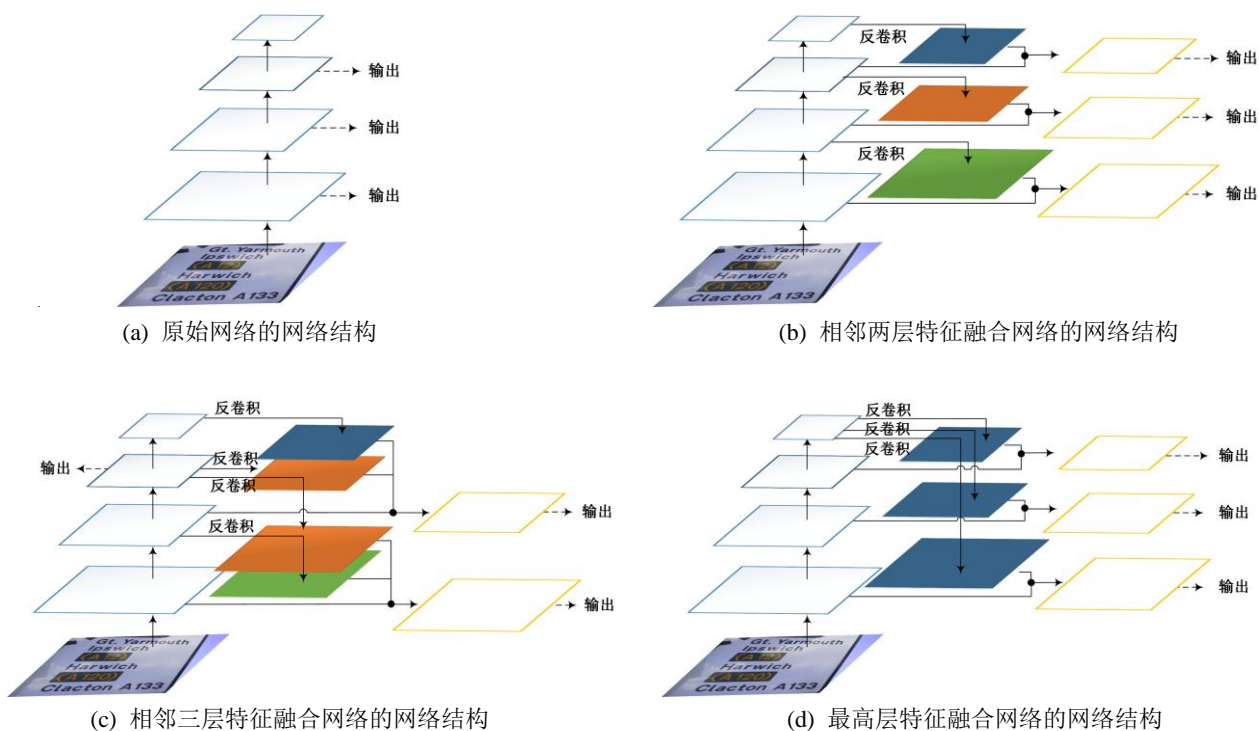 输出
输出
输出
Gt. Yarmouth
Ipswich
Harwich
(A 120)
Clacton A133
(a) 原始网络的网络结构
反卷积
输出
反卷积
输出
反卷积
输出
Gt. Yarmouth
Ipswich
Harwich
(A 120)
Clacton A133
(b) 相邻两层特征融合网络的网络结构
反卷积
输出
反卷积
反卷积
反卷积
输出
输出
Gt. Yarmouth
Ipswich
Harwich
(A 120)
Clacton A133
(c) 相邻三层特征融合网络的网络结构
反卷积
反卷积
反卷积
输出
输出
输出
Gt. Yarmouth
Ipswich
Harwich
(A 120)
Clacton A133
(d) 最高层特征融合网络的网络结构